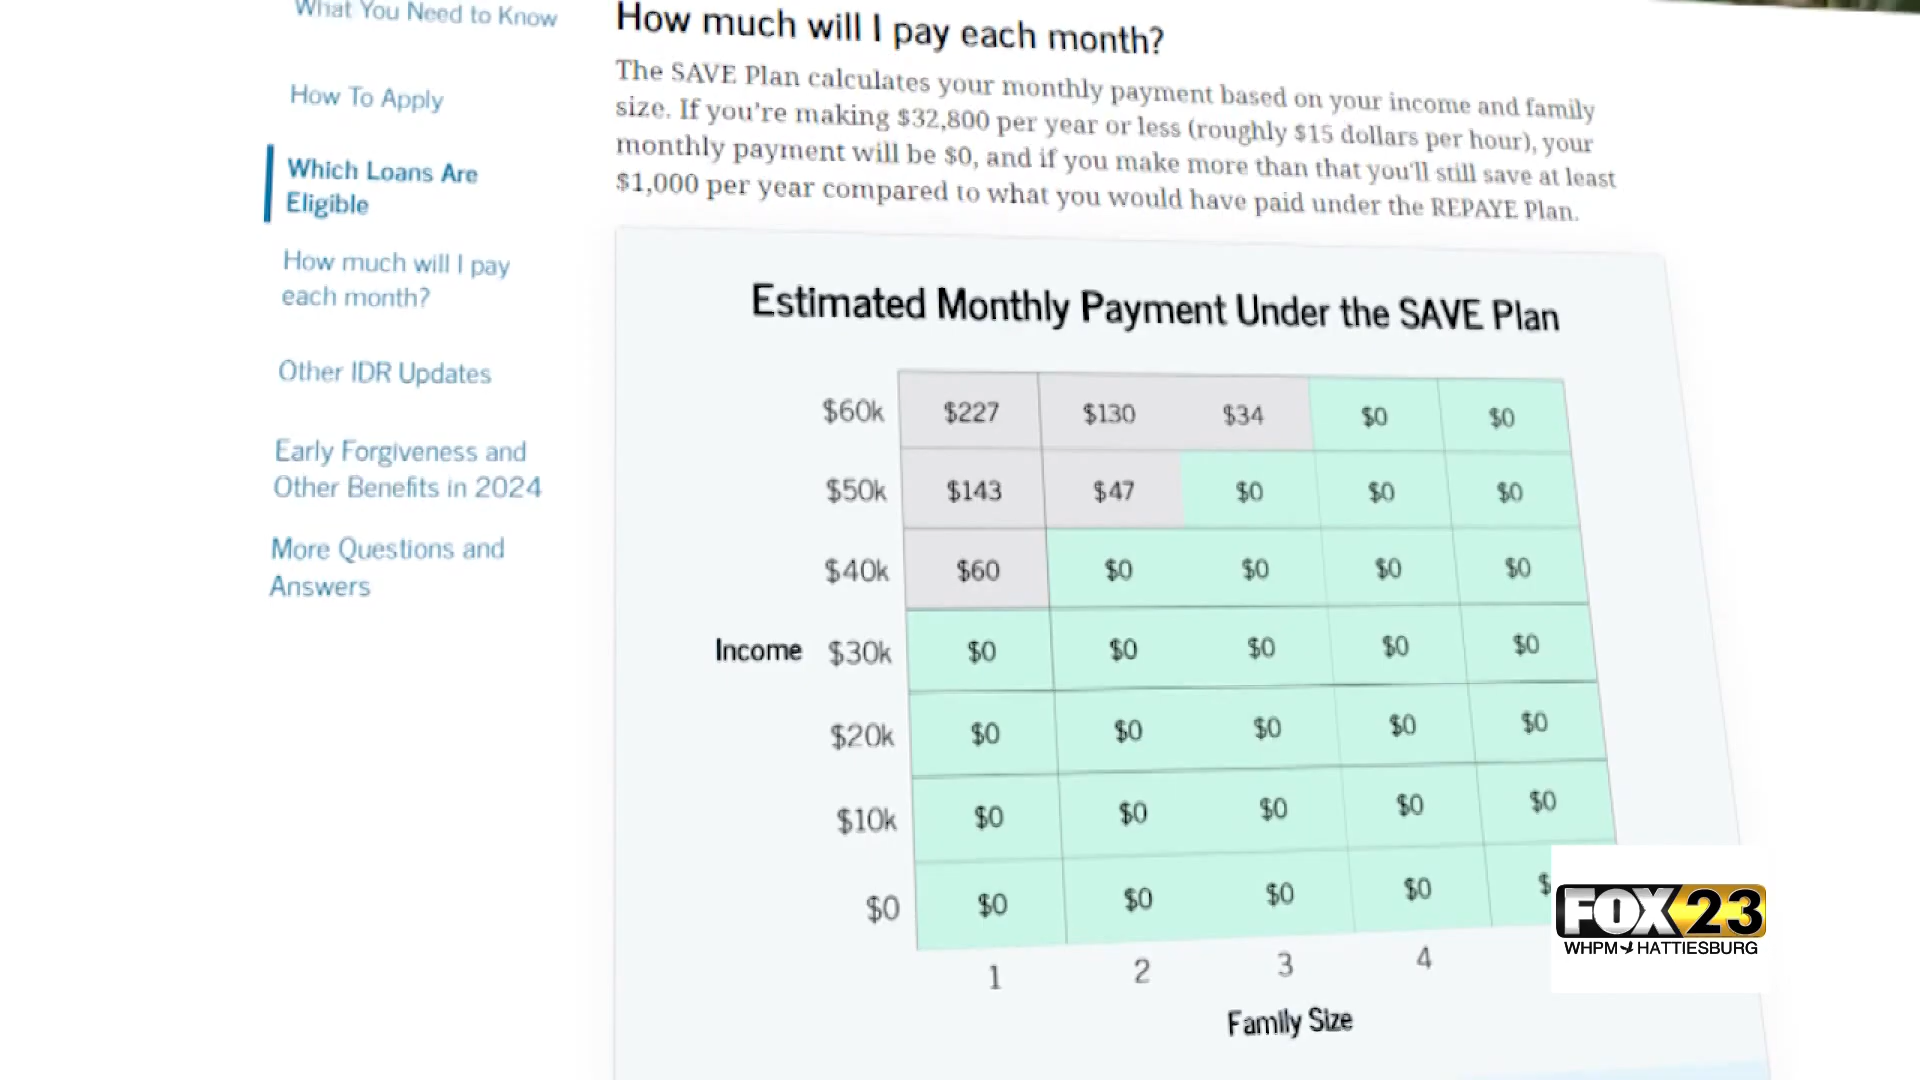 What You Need to Know
How To Apply
Which Loans Are
Eligible
How much will I pay
each month?
Other IDR Updates
Early Forgiveness and
Other Benefits in 2024
More Questions and
Answers
How much will I pay each month?
The SAVE Plan calculates your monthly payment based on your income and family
size. If you're making $32,800 per year or less (roughly $15 dollars per hour), your
monthly payment will be $0, and if you make more than that you'll still save at least
$1,000 per year compared to what you would have paid under the REPAYE Plan.
Estimated Monthly Payment Under the SAVE Plan
$60k $227 $130 $34 $0 $0
$50k $143 $47 $0 $0 $0
$40k $60 $0 $0 $0 $0
Income $30k $0 $0 $0 $0 $0
$20k $0 $0 $0 $0 $0
$10k $0 $0 $0 $0 $0
$0 $0 $0 $0 $0 $
1 2 3 4
Family Size
FOX 23
WHPM HATTIESBURG